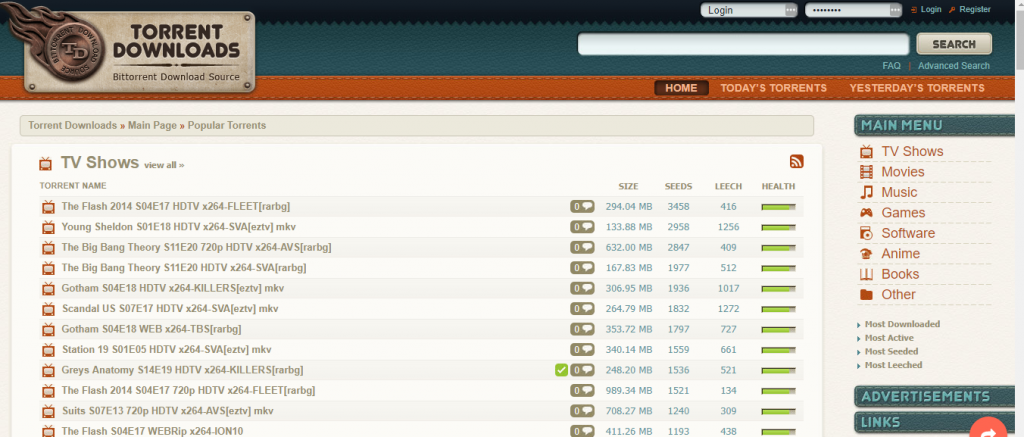 TORRENT
DOWNLOADS
Bittorrent Download Source
BITTORRENT DOWNLOAD SOURCE
TD
Login
••••••••
Login Register
SEARCH
FAQ | Advanced Search
HOME TODAY'S TORRENTS YESTERDAY'S TORRENTS
Torrent Downloads » Main Page » Popular Torrents
TV Shows view all »
TORRENT NAME SIZE SEEDS LEECH HEALTH
The Flash 2014 S04E17 HDTV x264-FLEET[rarbg] 0 294.04 MB 3458 416
Young Sheldon S01E18 HDTV x264-SVA[eztv] mkv 0 133.88 MB 2958 1256
The Big Bang Theory S11E20 720p HDTV x264-AVS[rarbg] 0 632.00 MB 2847 409
The Big Bang Theory S11E20 HDTV x264-SVA[rarbg] 0 167.83 MB 1977 512
Gotham S04E18 HDTV x264-KILLERS[eztv] mkv 0 306.95 MB 1936 1017
Scandal US S07E17 HDTV x264-SVA[eztv] mkv 0 264.79 MB 1832 1272
Gotham S04E18 WEB x264-TBS[rarbg] 0 353.72 MB 1797 727
Station 19 S01E05 HDTV x264-SVA[eztv] mkv 0 340.14 MB 1559 661
Greys Anatomy S14E19 HDTV x264-KILLERS[rarbg] 0 248.20 MB 1536 521
The Flash 2014 S04E17 720p HDTV x264-FLEET[rarbg] 0 989.34 MB 1521 134
Suits S07E13 720p HDTV x264-AVS[eztv] mkv 0 708.27 MB 1240 309
The Flash S04E17 WEBRip x264-ION10 0 411.26 MB 1193 438
MAIN MENU
TV Shows
Movies
Music
Games
Software
Anime
Books
Other
Most Downloaded
Most Active
Most Seeded
Most Leeched
ADVERTISEMENTS
LINKS